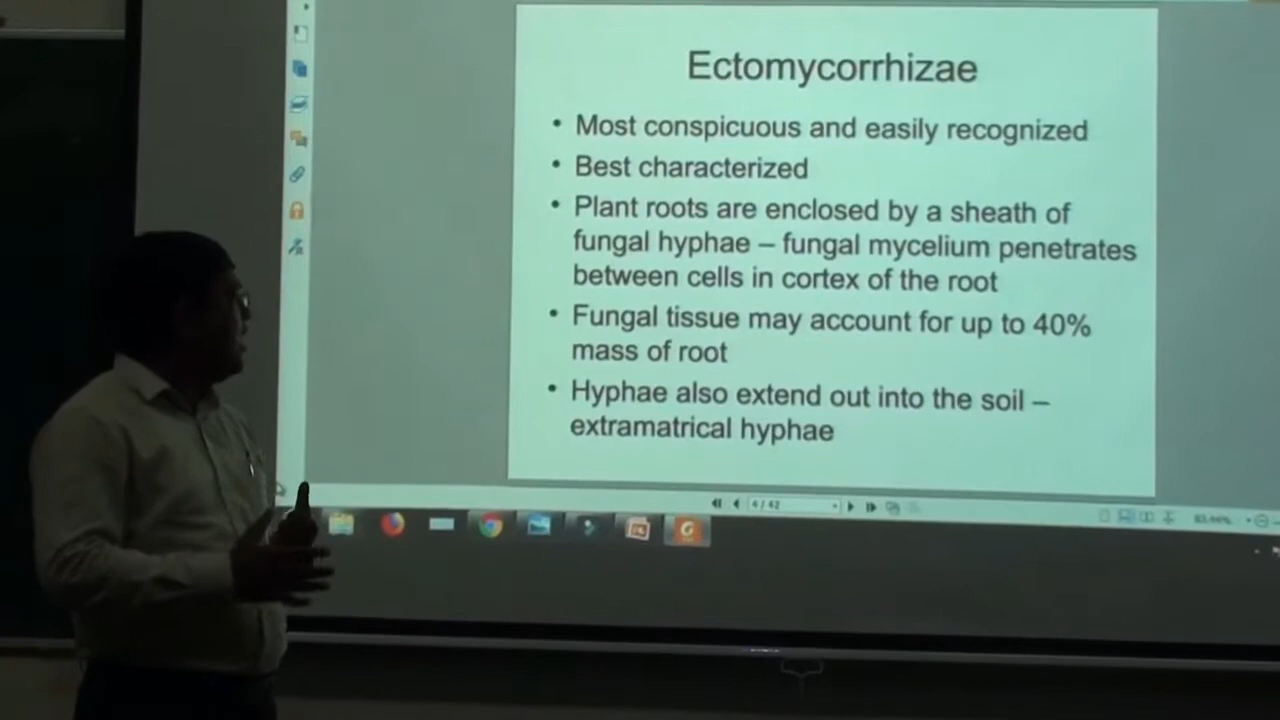 Ectomycorrhizae
• Most conspicuous and easily recognized
• Best characterized
• Plant roots are enclosed by a sheath of
fungal hyphae – fungal mycelium penetrates
between cells in cortex of the root
• Fungal tissue may account for up to 40%
mass of root
• Hyphae also extend out into the soil –
extramatrical hyphae
4 / 42